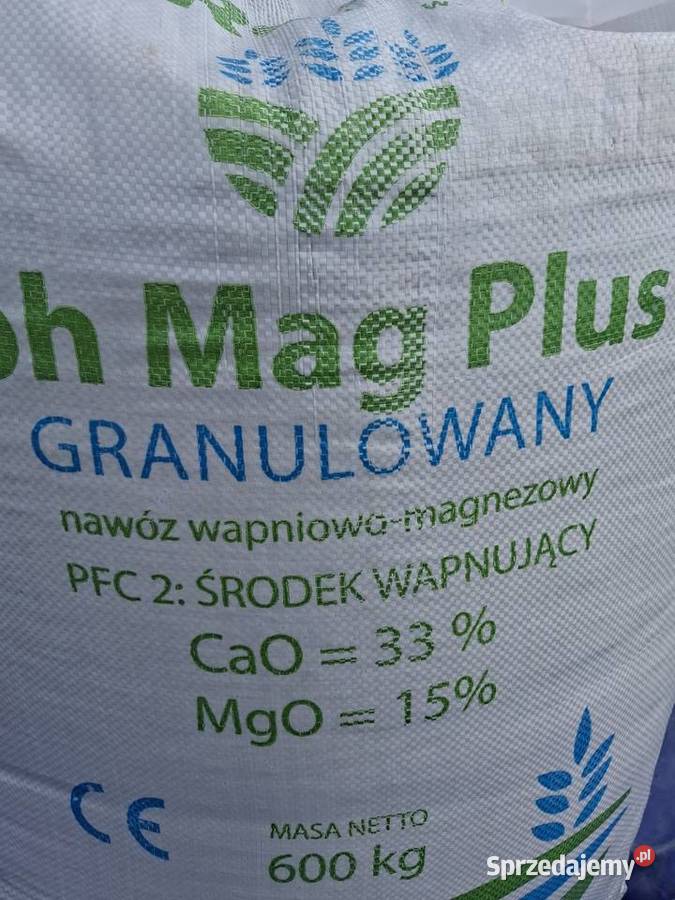 ph Mag Plus
GRANULOWANY
nawóz wapniowo-magnezowy
PFC 2: ŚRODEK WAPNUJĄCY
CaO = 33 %
MgO = 15%
CE
MASA NETTO
600 kg
Sprzedajemy.pl